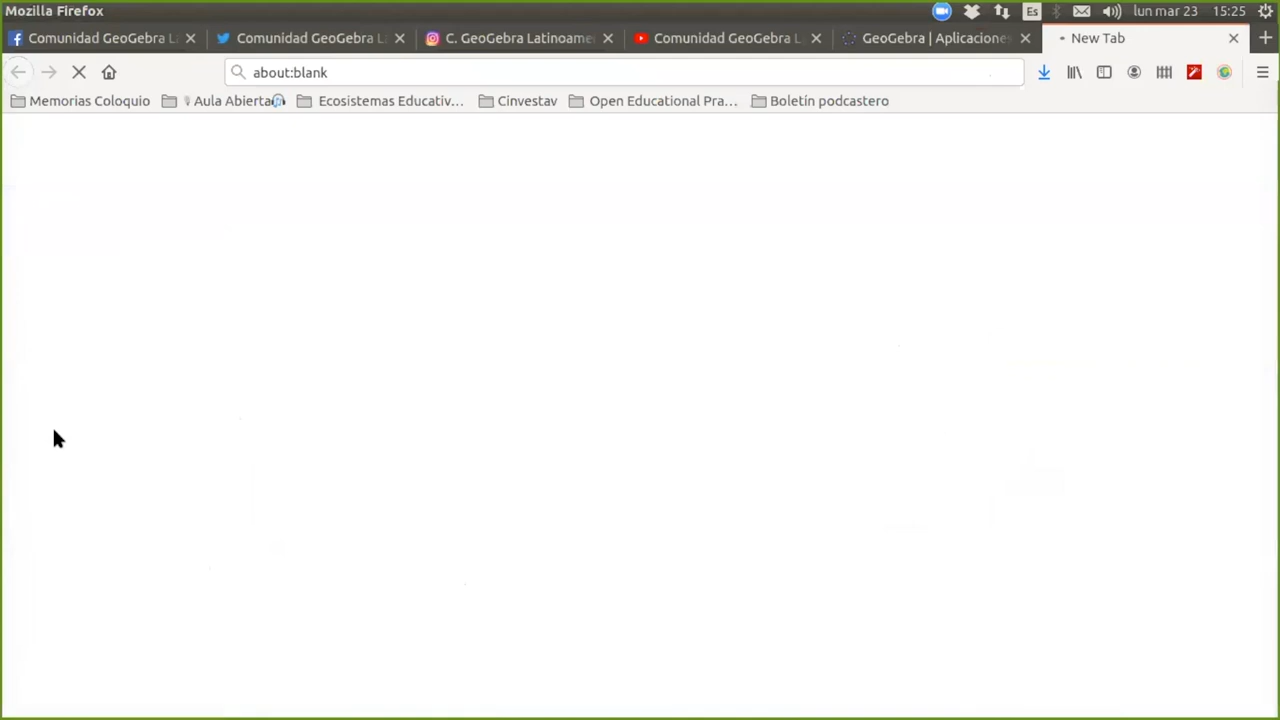 Mozilla Firefox
Es
lun mar 23
15:25
Comunidad GeoGebra L
Comunidad GeoGebra L
C. GeoGebra Latinoame
Comunidad GeoGebra L
GeoGebra | Aplicacione
New Tab
about:blank
Memorias Coloquio
Aula Abierta
Ecosistemas Educativ...
Cinvestav
Open Educational Pra...
Boletín podcastero